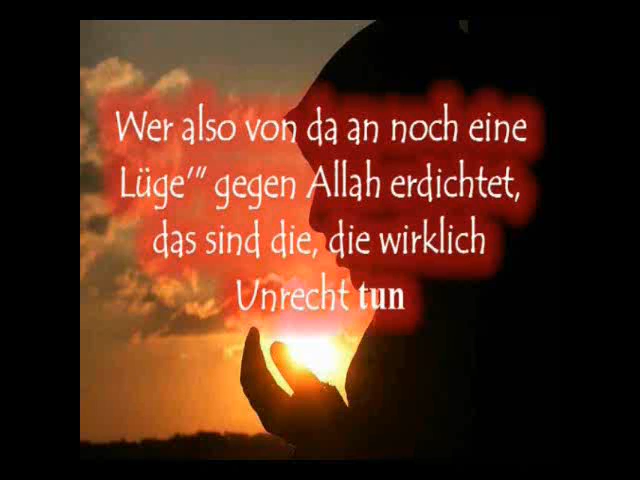 Wer also von da an noch eine
Lüge’” gegen Allah erdichtet,
das sind die, die wirklich
Unrecht tun